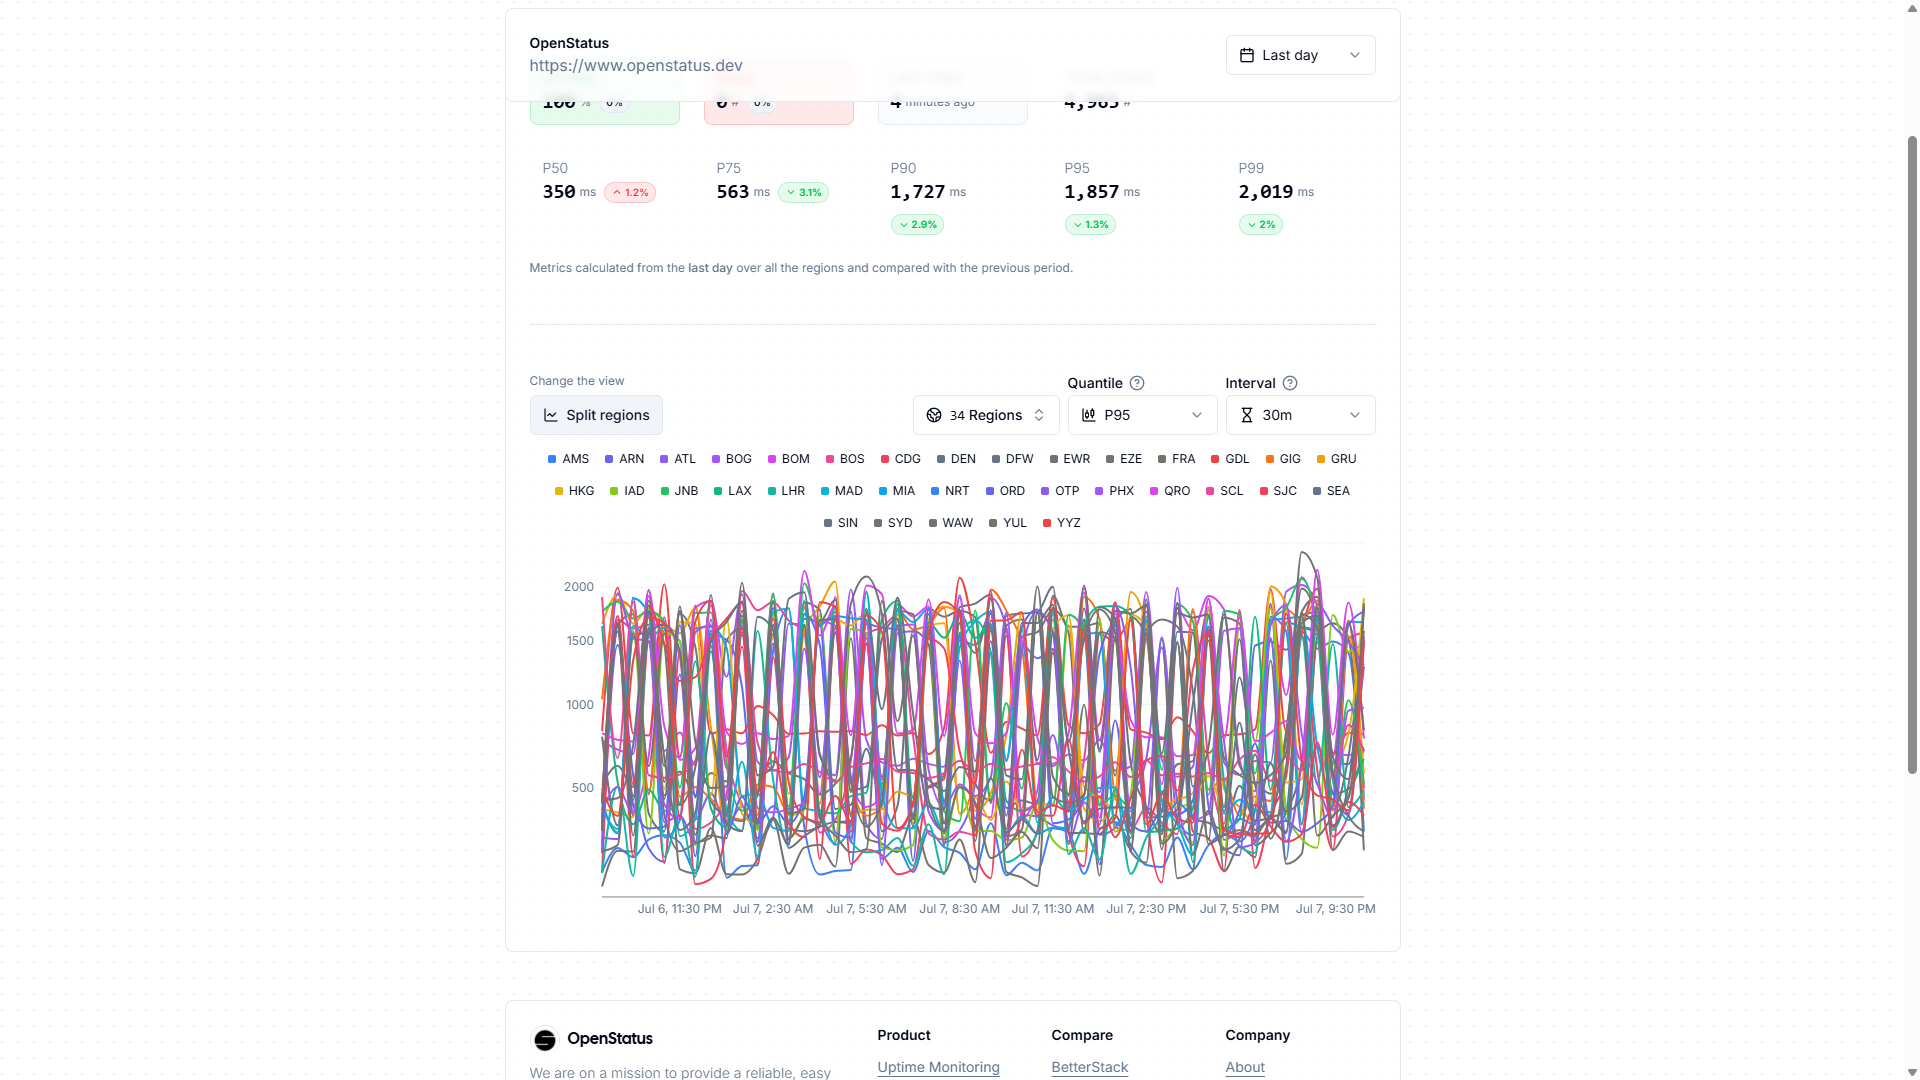 OpenStatus
https://www.openstatus.dev
Last day
100 % 0%
0 # 0%
4 minutes ago
4,965 #
P50
350 ms 1.2%
P75
563 ms 3.1%
P90
1,727 ms
2.9%
P95
1,857 ms
1.3%
P99
2,019 ms
2%
Metrics calculated from the last day over all the regions and compared with the previous period.
Change the view
Split regions
34 Regions
Quantile
P95
Interval
30m
AMS ARN ATL BOG BOM BOS CDG DEN DFW EWR EZE FRA GDL GIG GRU
HKG IAD JNB LAX LHR MAD MIA NRT ORD OTP PHX QRO SCL SJC SEA
SIN SYD WAW YUL YYZ
2000
1500
1000
500
Jul 6, 11:30 PM Jul 7, 2:30 AM Jul 7, 5:30 AM Jul 7, 8:30 AM Jul 7, 11:30 AM Jul 7, 2:30 PM Jul 7, 5:30 PM Jul 7, 9:30 PM
OpenStatus
We are on a mission to provide a reliable, easy
Product
Uptime Monitoring
Compare
BetterStack
Company
About